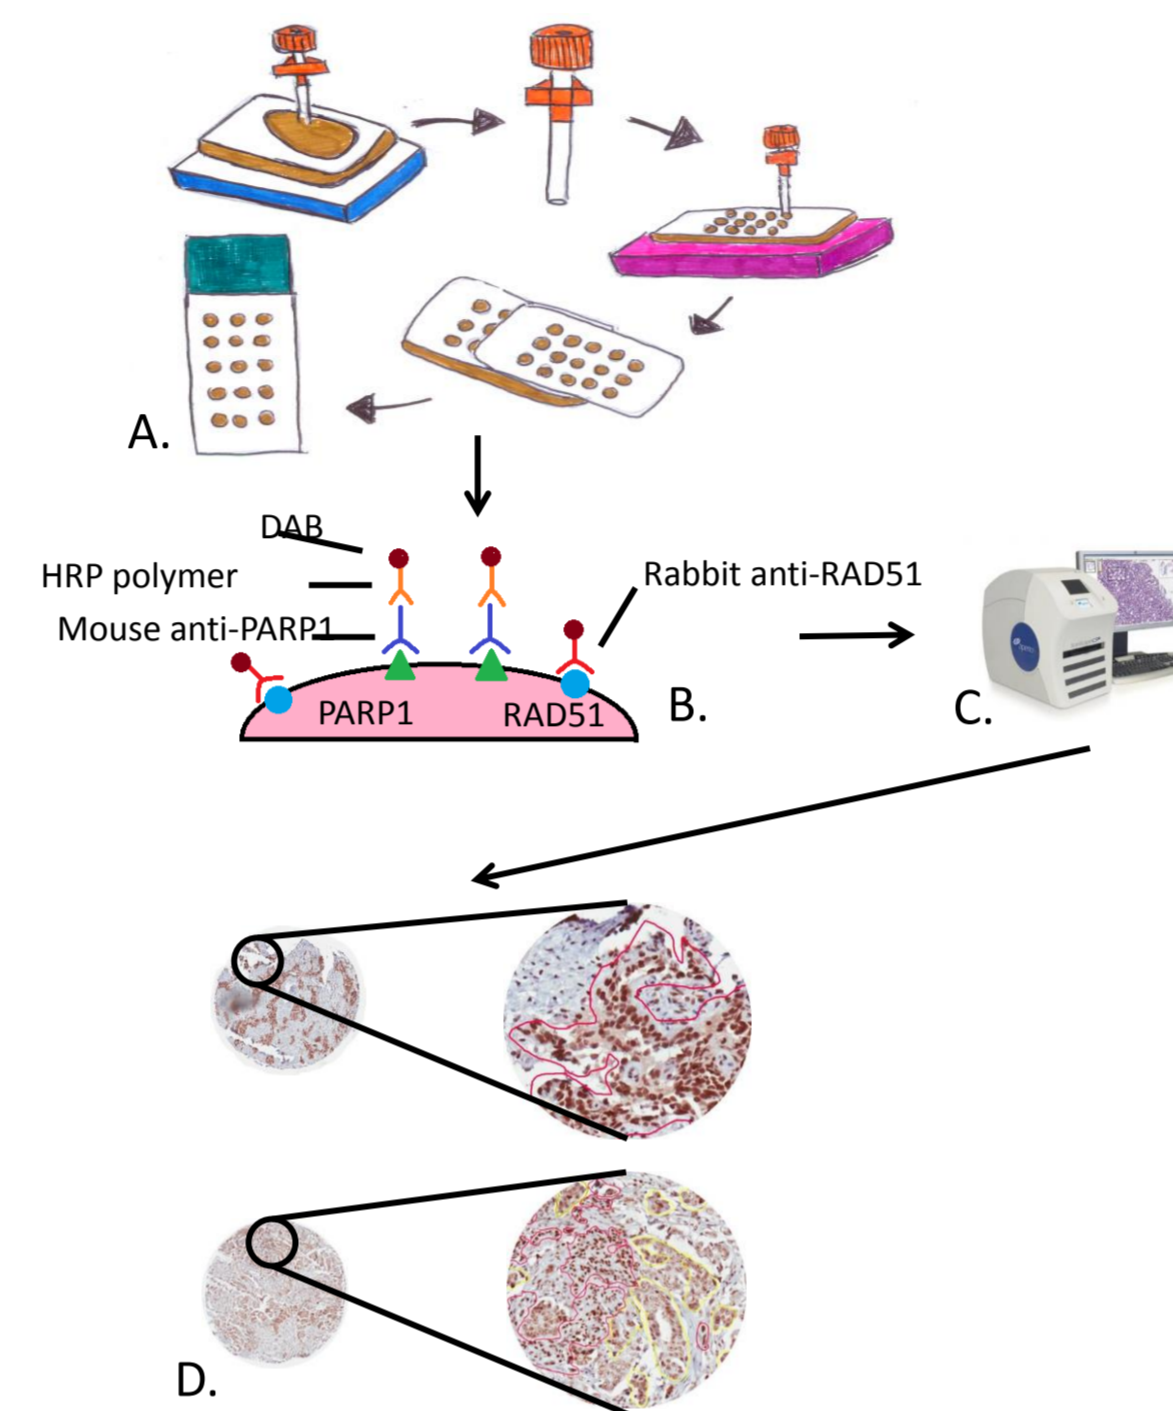 A.
DAB
HRP polymer
Rabbit anti-RAD51
Mouse anti-PARP1
PARP1
RAD51
B.
C.
D.